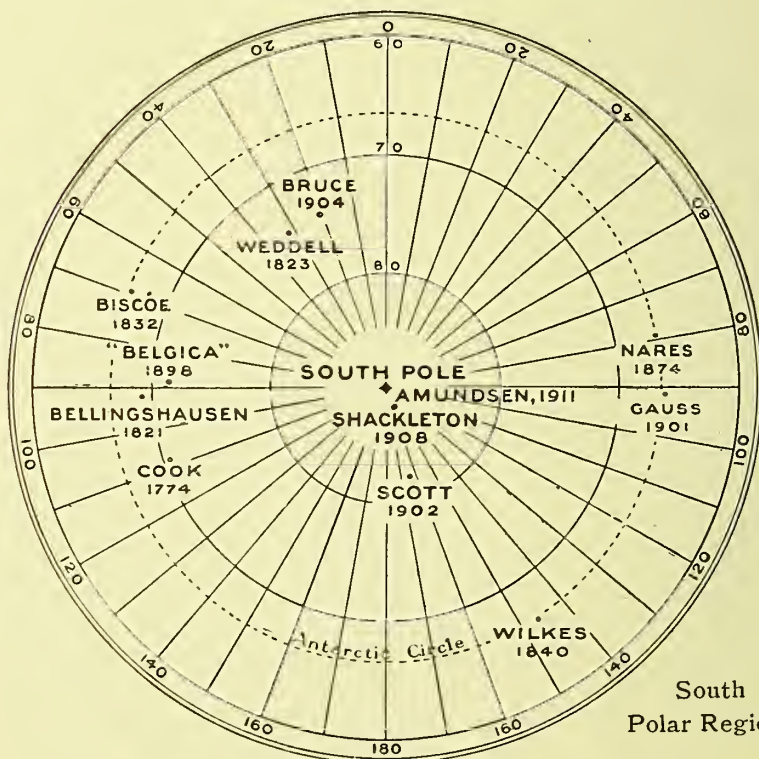 0
20
20
40
40
60
60
80
80
100
100
120
120
140
140
160
160
180
60
70
80
BRUCE
1904
WEDDELL
1823
BISCOE
1832
"BELGICA"
1898
BELLINGSHAUSEN
1821
COOK
1774
SOUTH POLE
AMUNDSEN, 1911
SHACKLETON
1908
SCOTT
1902
NARES
1874
GAUSS
1901
WILKES
1840
Antarctic Circle
South
Polar Regio